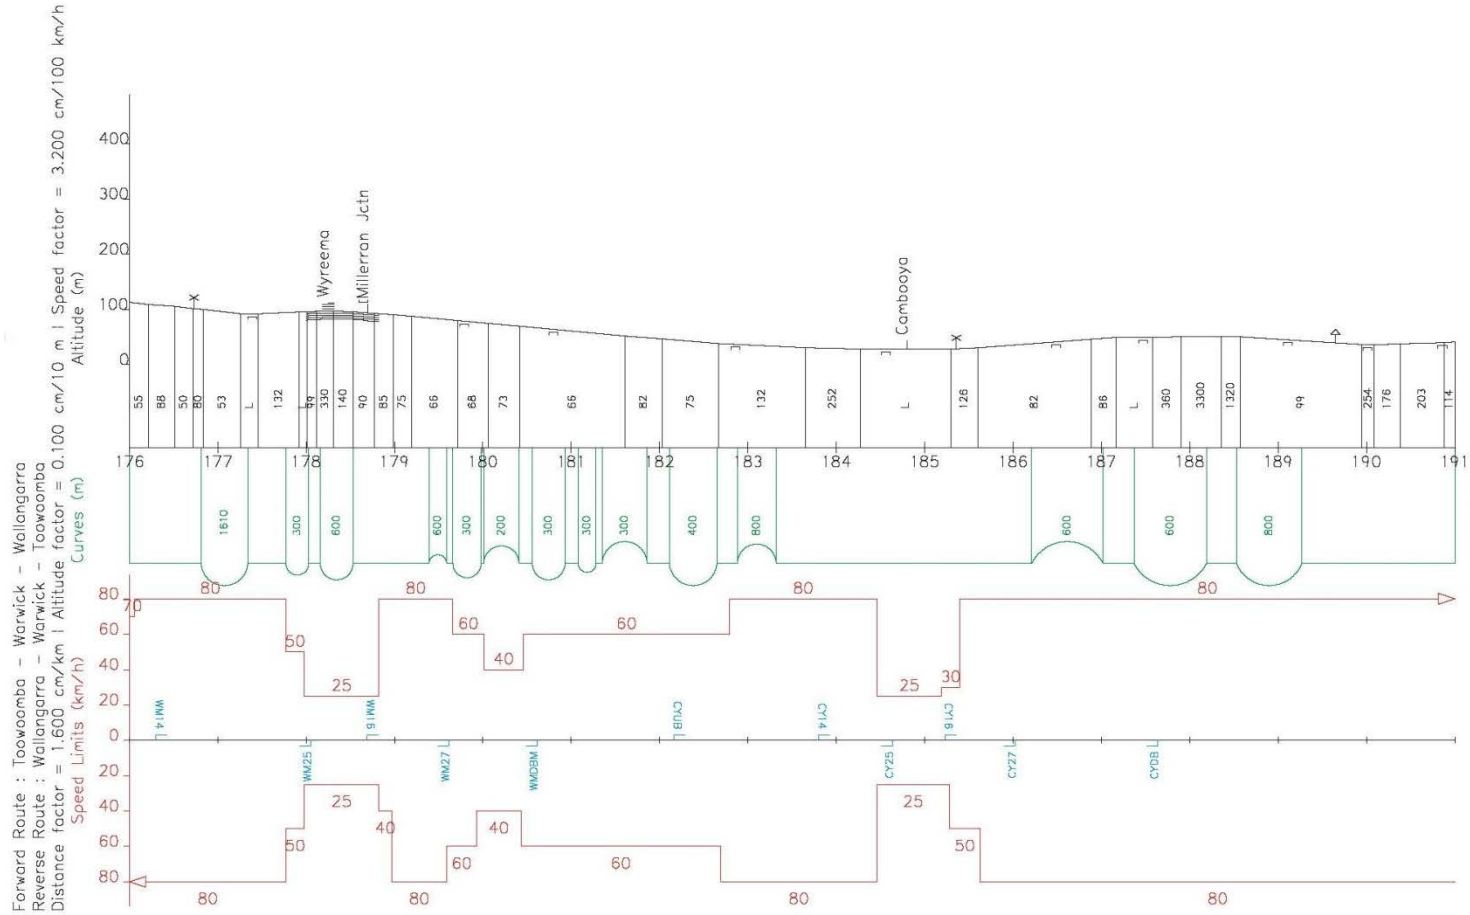 Forward Route : Toowoomba - Warwick - Wallangarra
Reverse Route : Wallangarra - Warwick - Toowoomba
Distance factor = 1.600 cm/km | Altitude factor = 0.100 cm/10 m | Speed factor = 3.200 cm/100 km/h
Altitude (m)
400
300
200
100
0
Wyreema
Millerran Jctn
Cambooya
X
X
55 88 50 80 53 L 132 L 99 330 140 90 85 75 66 68 73 66 82 75 132 252 L 126 82 86 L 360 3300 1320 99 254 176 203 114
176 177 178 179 180 181 182 183 184 185 186 187 188 189 190 191
Curves (m)
1610 300 600 600 300 200 300 300 300 400 800 600 600 800
Speed Limits (km/h)
80
60
40
20
0
20
40
60
80
70 80 50 25 80 60 40 60 80 25 30 80
WM14 WM16 CYUB CY14 CY16
WM25 WM27 WMDBM CY25 CY27 CYDB
80 50 25 40 80 60 40 60 80 25 50 80